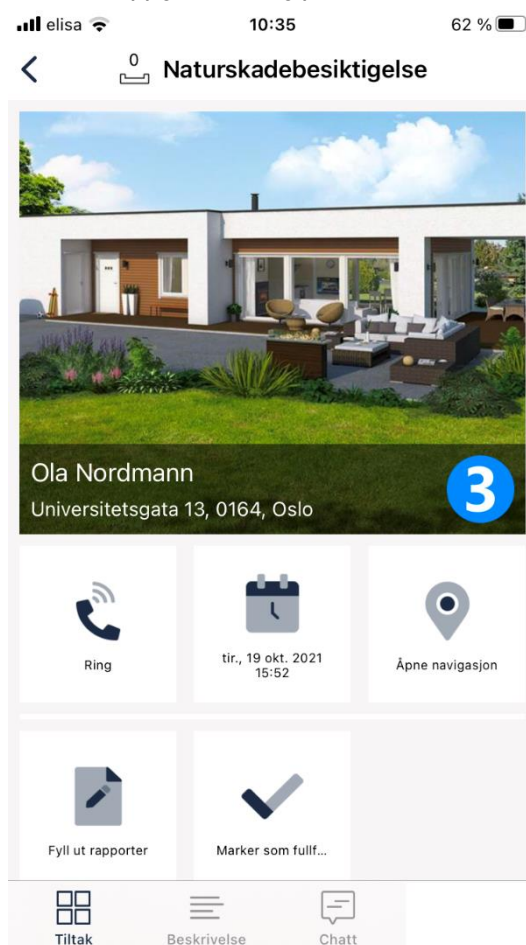 elisa 10:35 62 %
0 Naturskadebesiktigelse
Ola Nordmann
Universitetsgata 13, 0164, Oslo
3
Ring
tir., 19 okt. 2021
15:52
Åpne navigasjon
Fyll ut rapporter
Marker som fullf...
Tiltak Beskrivelse Chatt